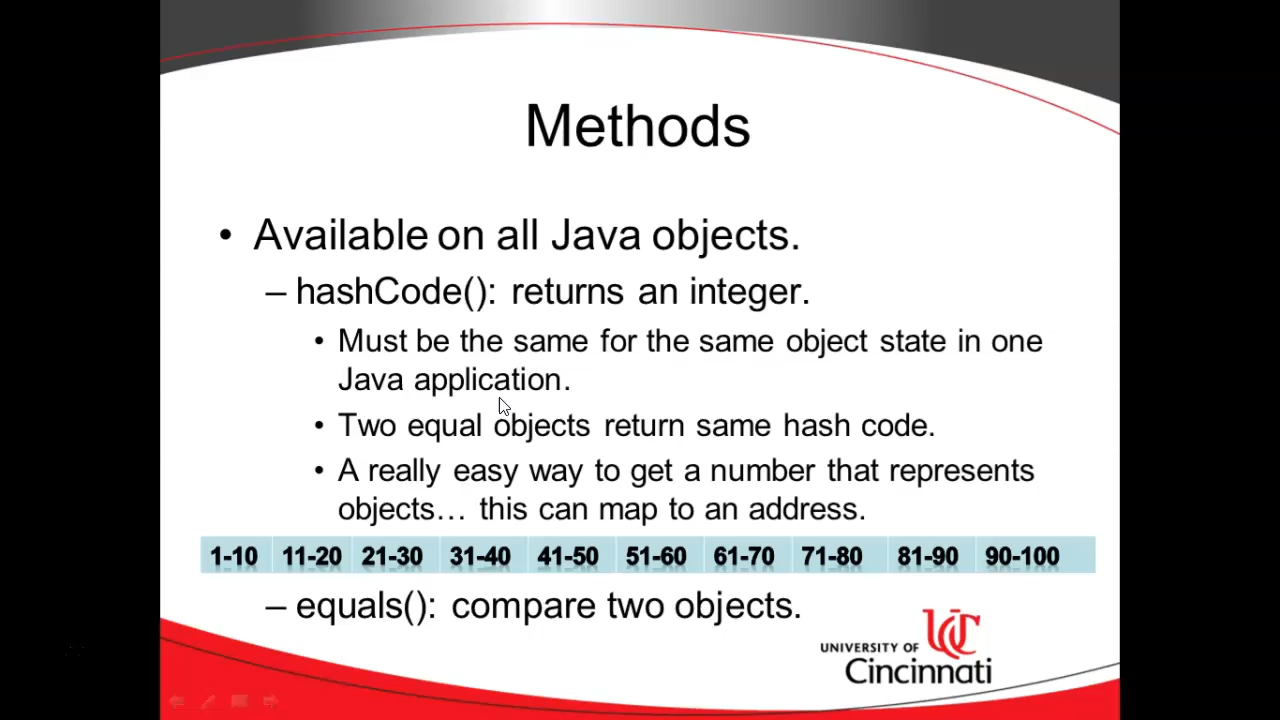 Methods
• Available on all Java objects.
– hashCode(): returns an integer.
• Must be the same for the same object state in one
Java application.
• Two equal objects return same hash code.
• A really easy way to get a number that represents
objects… this can map to an address.
1-10 11-20 21-30 31-40 41-50 51-60 61-70 71-80 81-90 90-100
– equals(): compare two objects.
UC
UNIVERSITY OF
Cincinnati